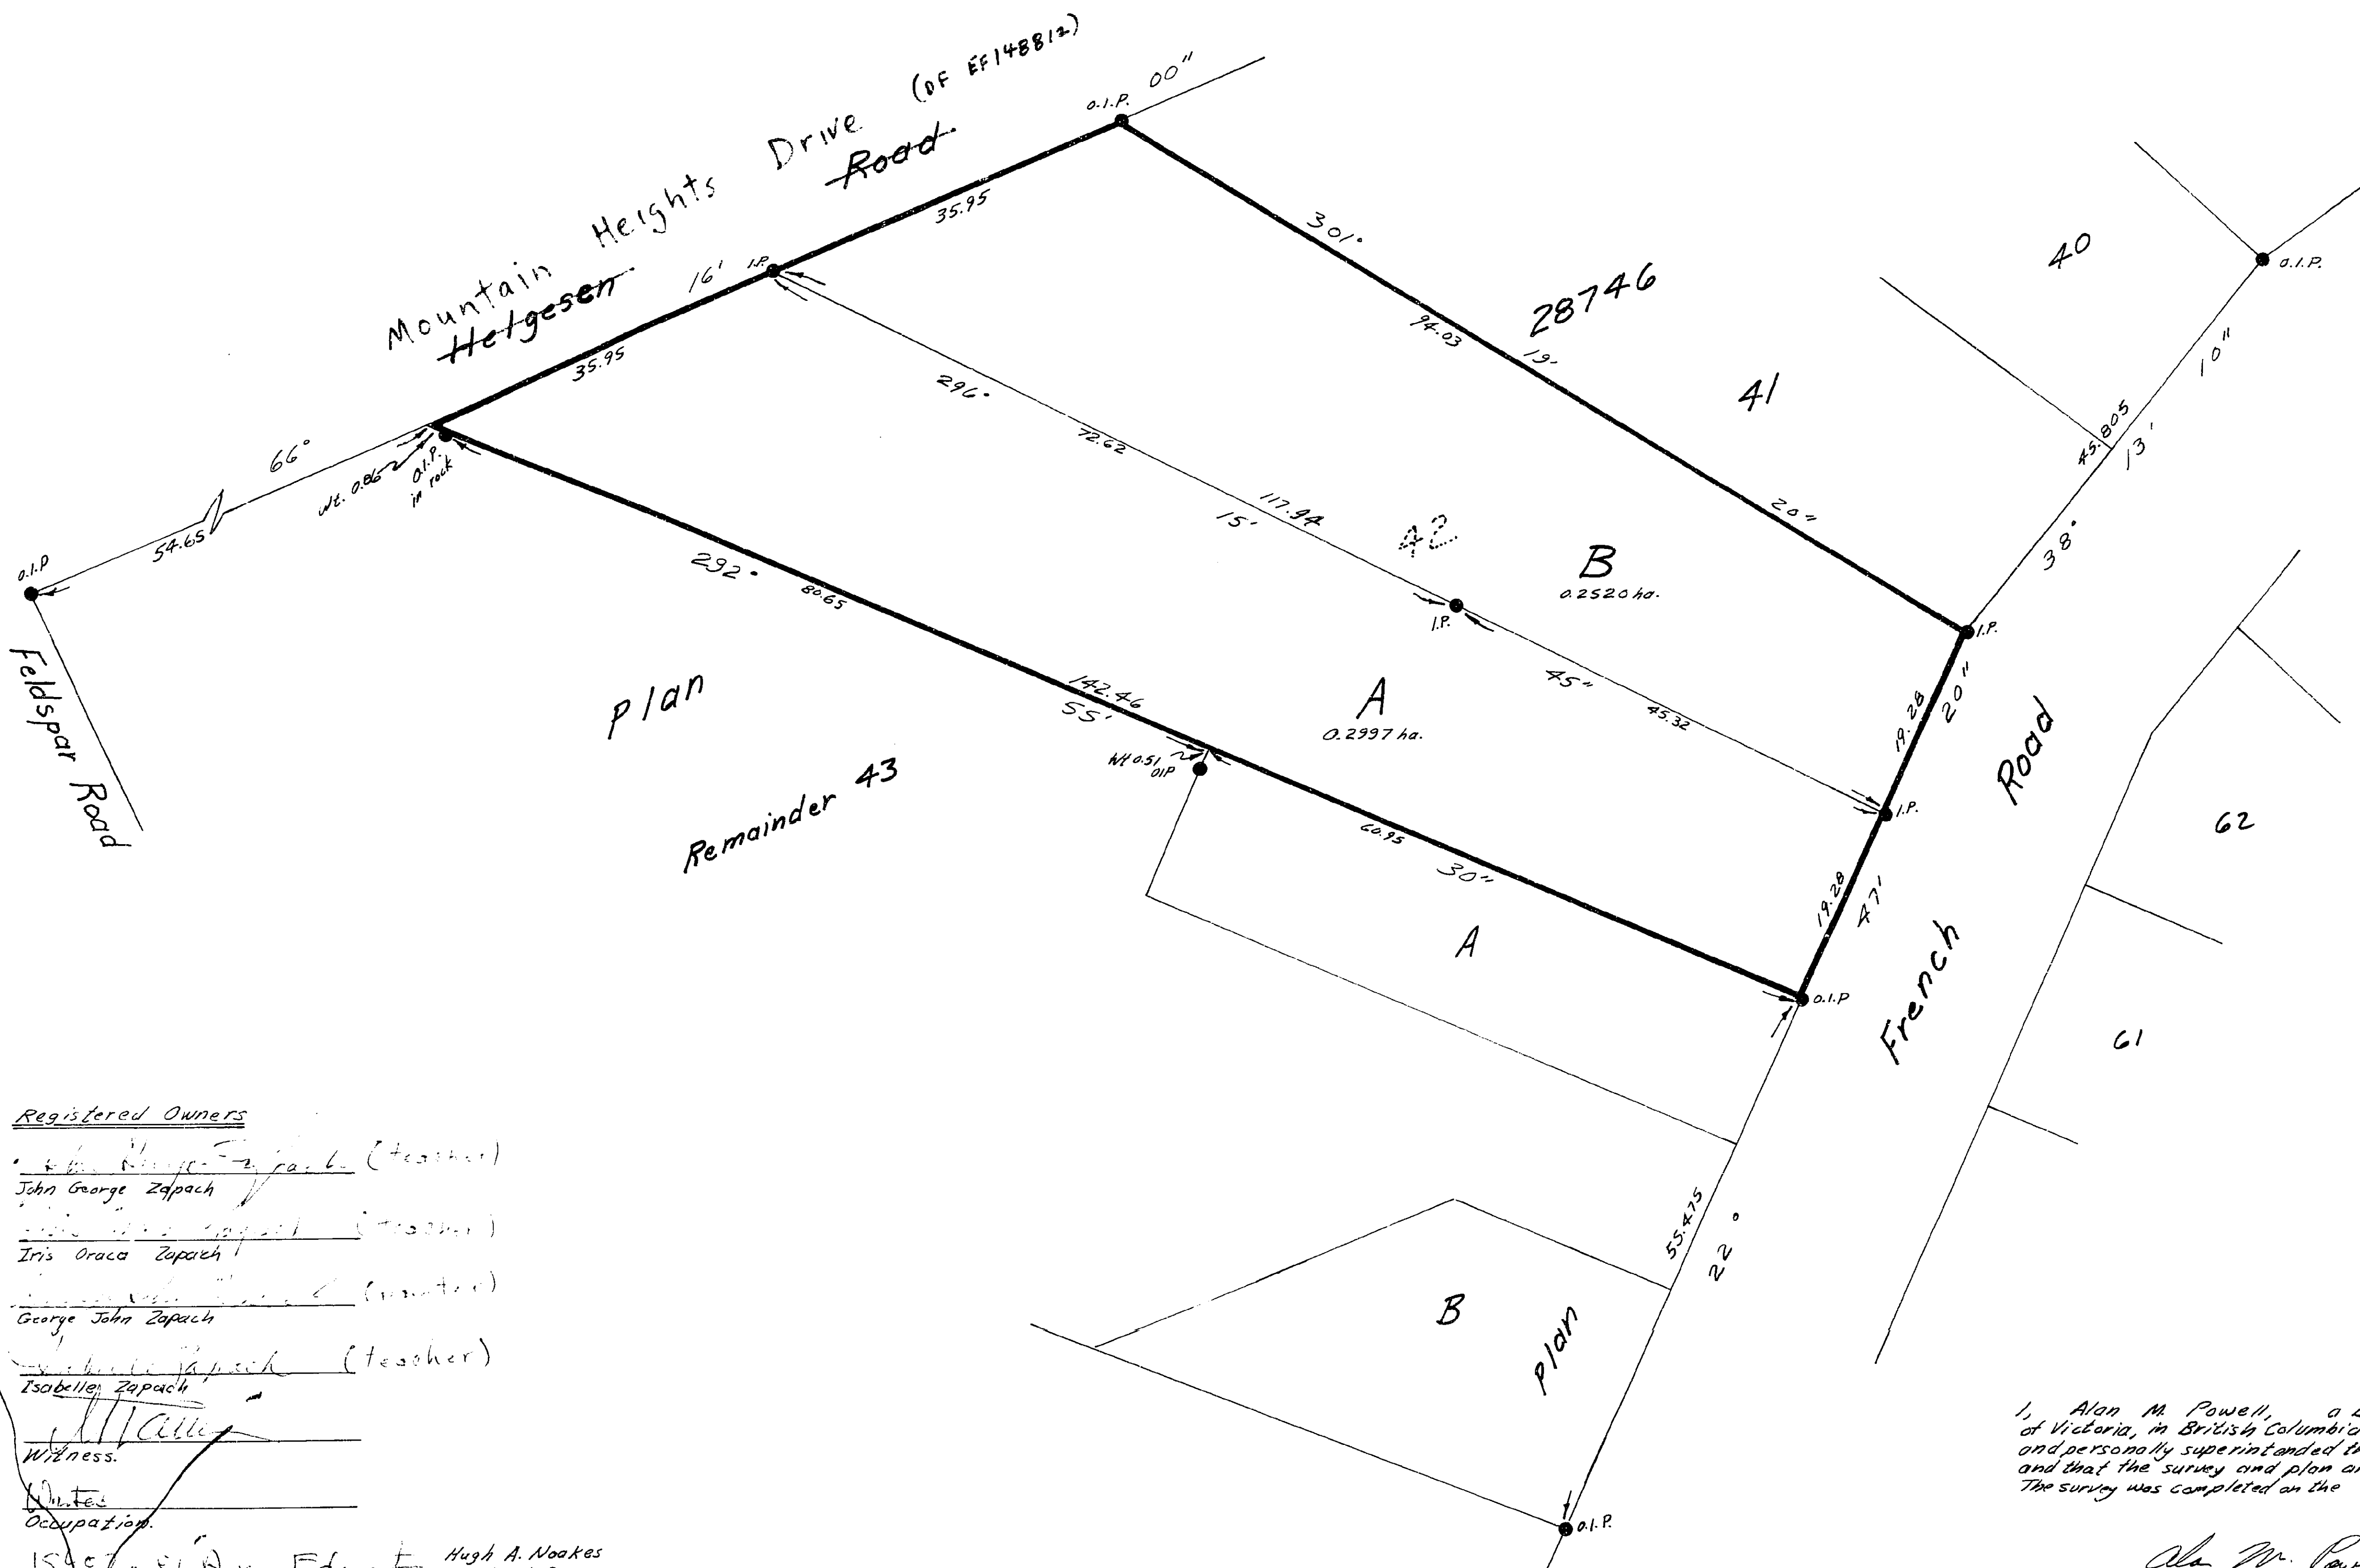 Mountain Heights Drive (DF EF148812)
Helgesen Road
66° 16' 00"
O.I.P.
35.95
I.P.
35.95
Wt. 0.86
O.I.P.
in rock
54.65
O.I.P
Feldspar Road
301° 19' 20"
94.03
28746
40
41
O.I.P.
10"
45.805
13'
38°
296° 15' 45"
72.62
117.94
45.32
42
B
0.2520 ha.
I.P.
A
0.2997 ha.
292° 55' 30"
80.65
142.46
60.95
Wt 0.51
OIP
Plan
Remainder 43
I.P.
20"
19.28
I.P.
19.28
47'
O.I.P
French Road
62
61
A
55.475
22°
B
Plan
O.I.P.
Registered Owners
(teacher)
John George Zapach
(teacher)
Iris Oraca Zapach
George John Zapach
(teacher)
Isabelle Zapach
Witness.
Occupation.
Hugh A. Noakes
I, Alan M. Powell, a
of Victoria, in British Columbia
and personally superintended
and that the survey and plan
The survey was completed on the
Alan M.